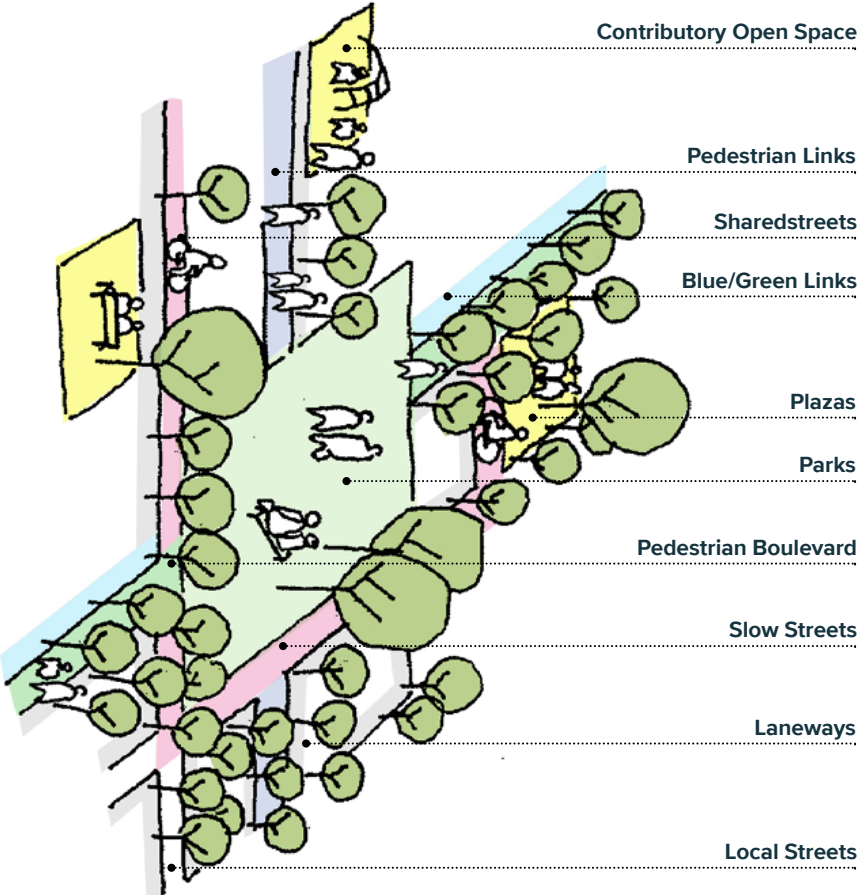 Contributory Open Space
Pedestrian Links
Sharedstreets
Blue/Green Links
Plazas
Parks
Pedestrian Boulevard
Slow Streets
Laneways
Local Streets